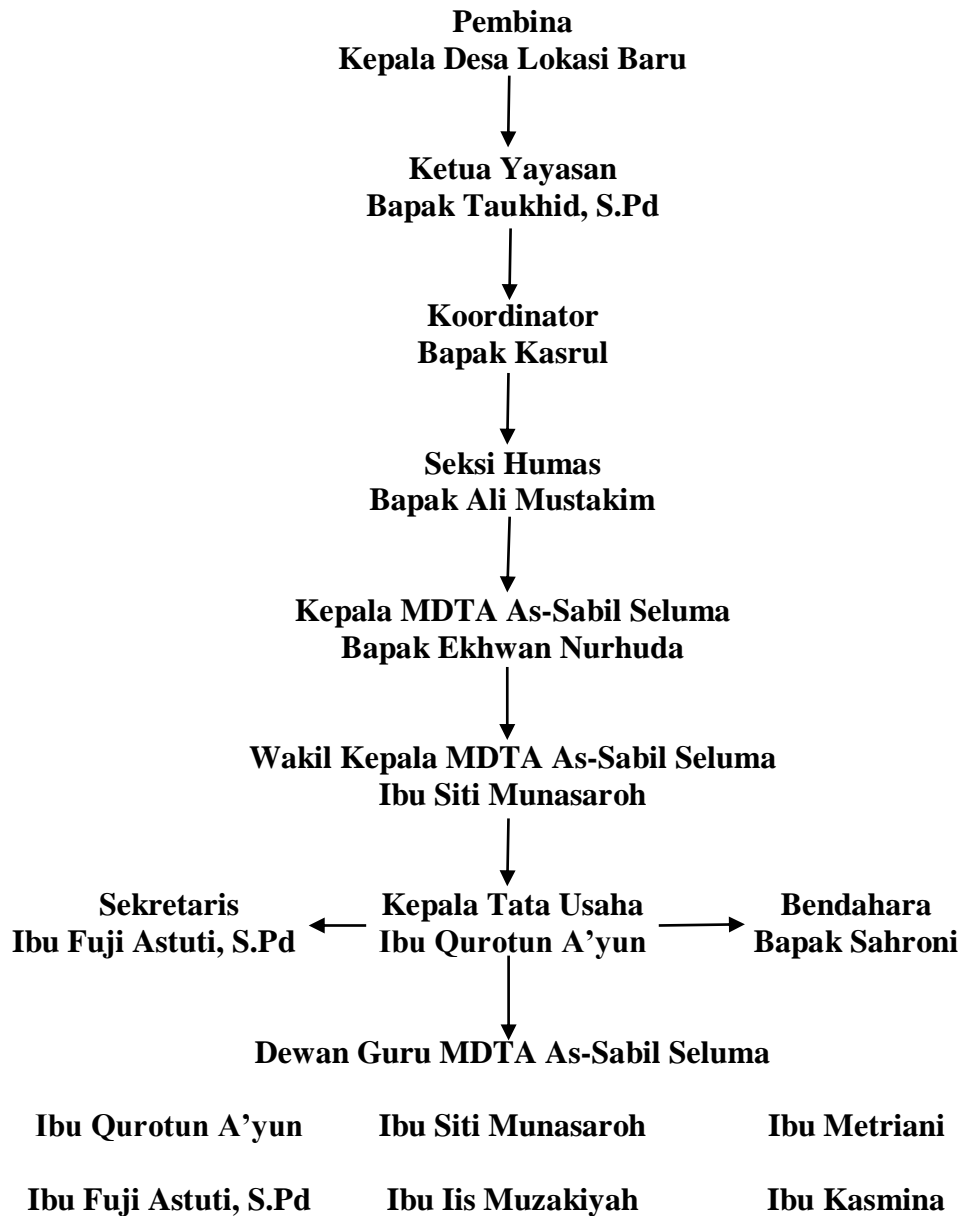 Pembina
Kepala Desa Lokasi Baru
Ketua Yayasan
Bapak Taukhid, S.Pd
Koordinator
Bapak Kasrul
Seksi Humas
Bapak Ali Mustakim
Kepala MDTA As-Sabil Seluma
Bapak Ekhwan Nurhuda
Wakil Kepala MDTA As-Sabil Seluma
Ibu Siti Munasaroh
Sekretaris
Ibu Fuji Astuti, S.Pd
Kepala Tata Usaha
Ibu Qurotun A’yun
Bendahara
Bapak Sahroni
Dewan Guru MDTA As-Sabil Seluma
Ibu Qurotun A’yun
Ibu Siti Munasaroh
Ibu Metriani
Ibu Fuji Astuti, S.Pd
Ibu Iis Muzakiyah
Ibu Kasmina